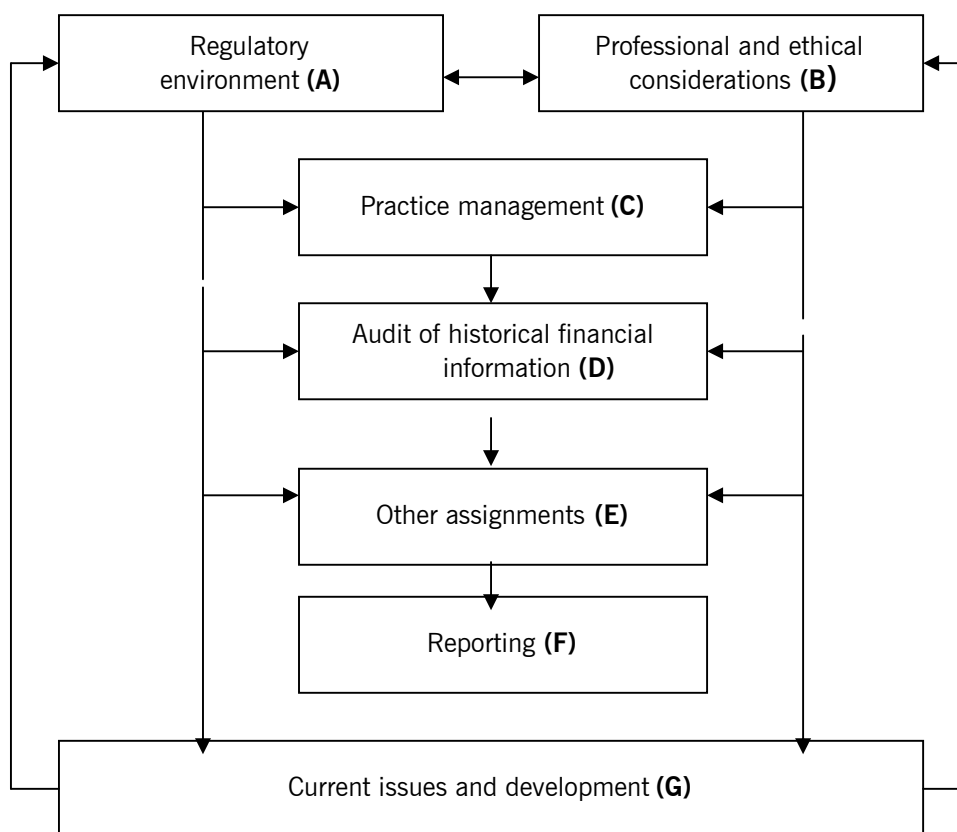 Regulatory
environment (A)
Professional and ethical
considerations (B)
Practice management (C)
Audit of historical financial
information (D)
Other assignments (E)
Reporting (F)
Current issues and development (G)